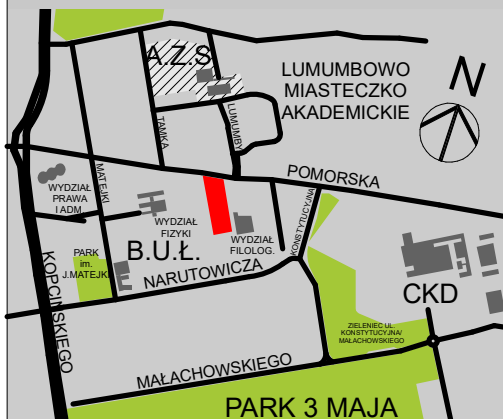 A.Z.S
LUMUMBOWO
MIASTECZKO
AKADEMICKIE
N
TAMKA
LUMUMBY
POMORSKA
MATEJKI
WYDZIAŁ
PRAWA
I ADM
WYDZIAŁ
FIZYKI
WYDZIAŁ
FILOLOG.
KONSTYTUCYJNA
B.U.Ł.
PARK
im.
J.MATEJKI
NARUTOWICZA
KOPCIŃSKIEGO
CKD
ZIELENIEC UL.
KONSTYTUCYJNA/
MAŁACHOWSKIEGO
MAŁACHOWSKIEGO
PARK 3 MAJA